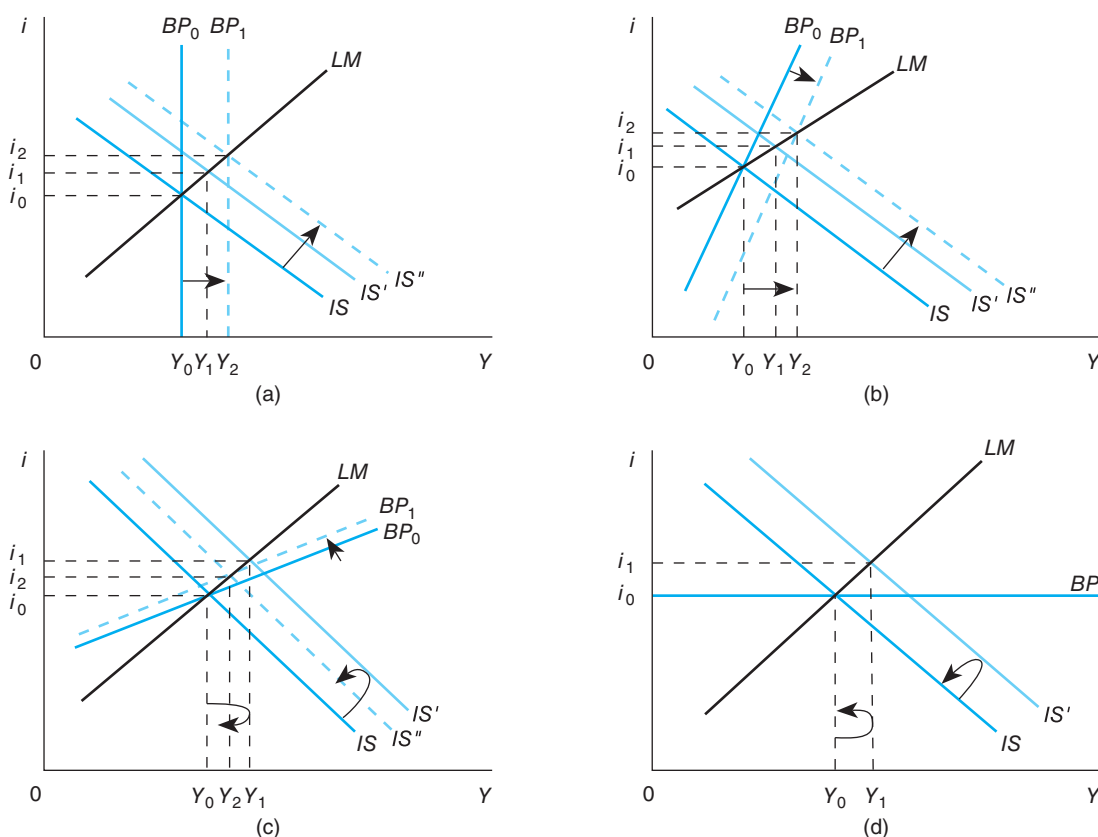 i
BP₀ BP₁
LM
i₂
i₁
i₀
IS"
IS'
IS
0
Y₀ Y₁ Y₂
Y
(a)
i
BP₀
BP₁
LM
i₂
i₁
i₀
IS"
IS'
IS
0
Y₀ Y₁ Y₂
Y
(b)
i
LM
BP₁
BP₀
i₁
i₂
i₀
IS'
IS"
IS
0
Y₀ Y₂ Y₁
Y
(c)
i
LM
i₁
i₀
BP
IS'
IS
0
Y₀ Y₁
Y
(d)